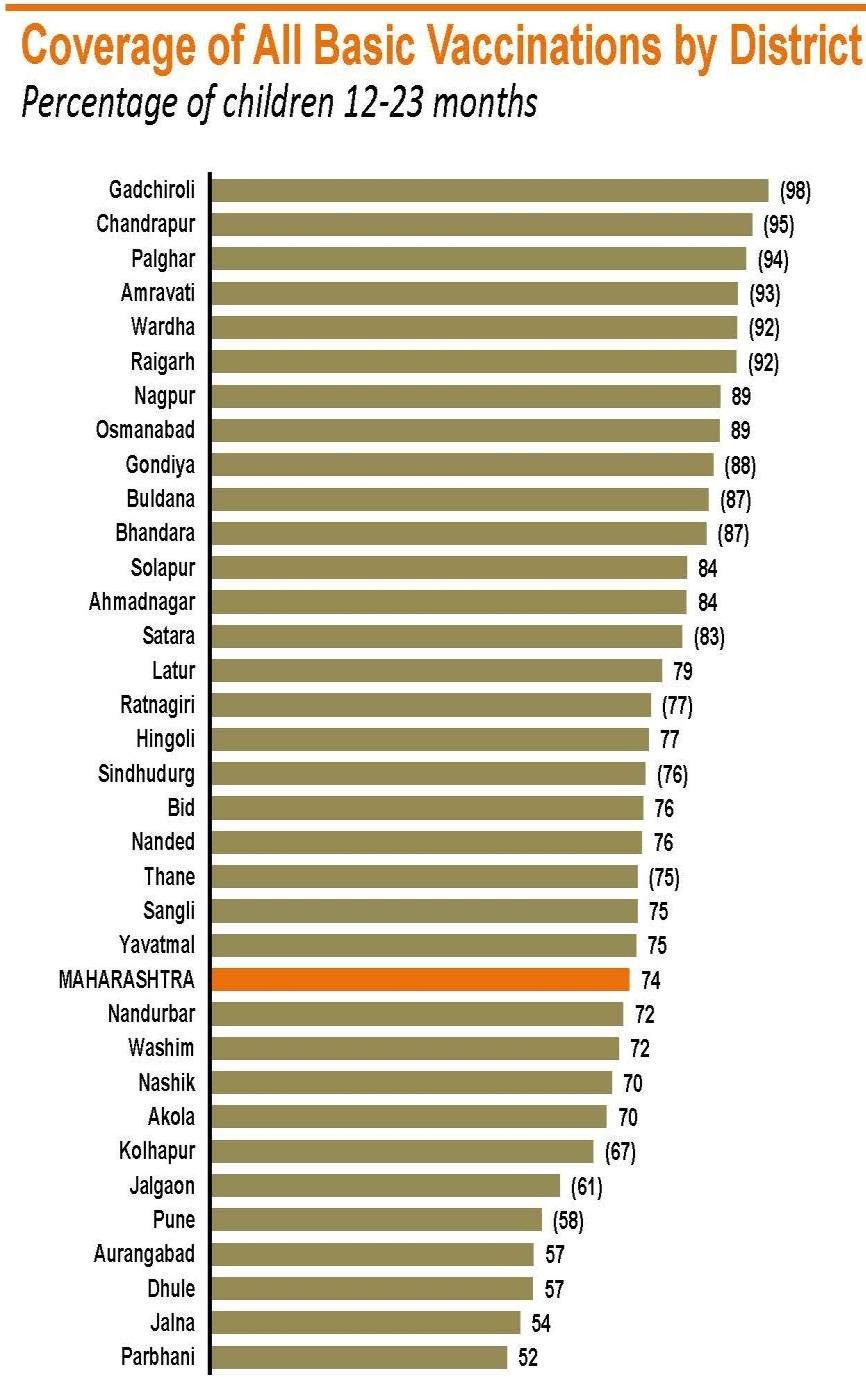 Coverage of All Basic Vaccinations by District
Percentage of children 12-23 months
Gadchiroli (98)
Chandrapur (95)
Palghar (94)
Amravati (93)
Wardha (92)
Raigarh (92)
Nagpur 89
Osmanabad 89
Gondiya (88)
Buldana (87)
Bhandara (87)
Solapur 84
Ahmadnagar 84
Satara (83)
Latur 79
Ratnagiri (77)
Hingoli 77
Sindhudurg (76)
Bid 76
Nanded 76
Thane (75)
Sangli 75
Yavatmal 75
MAHARASHTRA 74
Nandurbar 72
Washim 72
Nashik 70
Akola 70
Kolhapur (67)
Jalgaon (61)
Pune (58)
Aurangabad 57
Dhule 57
Jalna 54
Parbhani 52